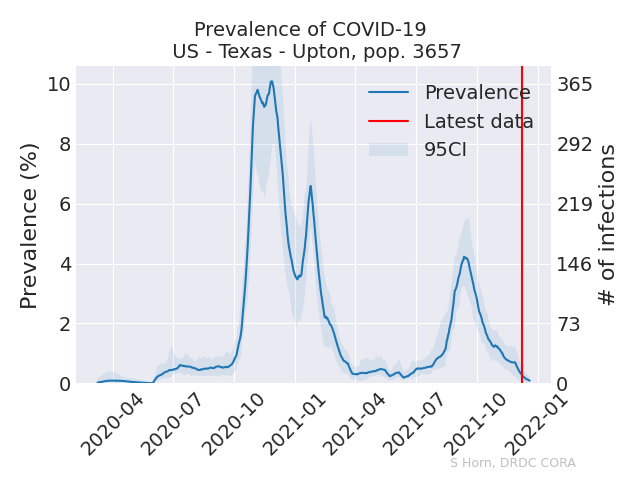 Prevalence of COVID-19
US - Texas - Upton, pop. 3657
Prevalence (%)
10
8
6
4
2
0
365
292
219
146
73
0
# of infections
Prevalence
Latest data
95CI
2020-04
2020-07
2020-10
2021-01
2021-04
2021-07
2021-10
2022-01
S Horn, DRDC CORA